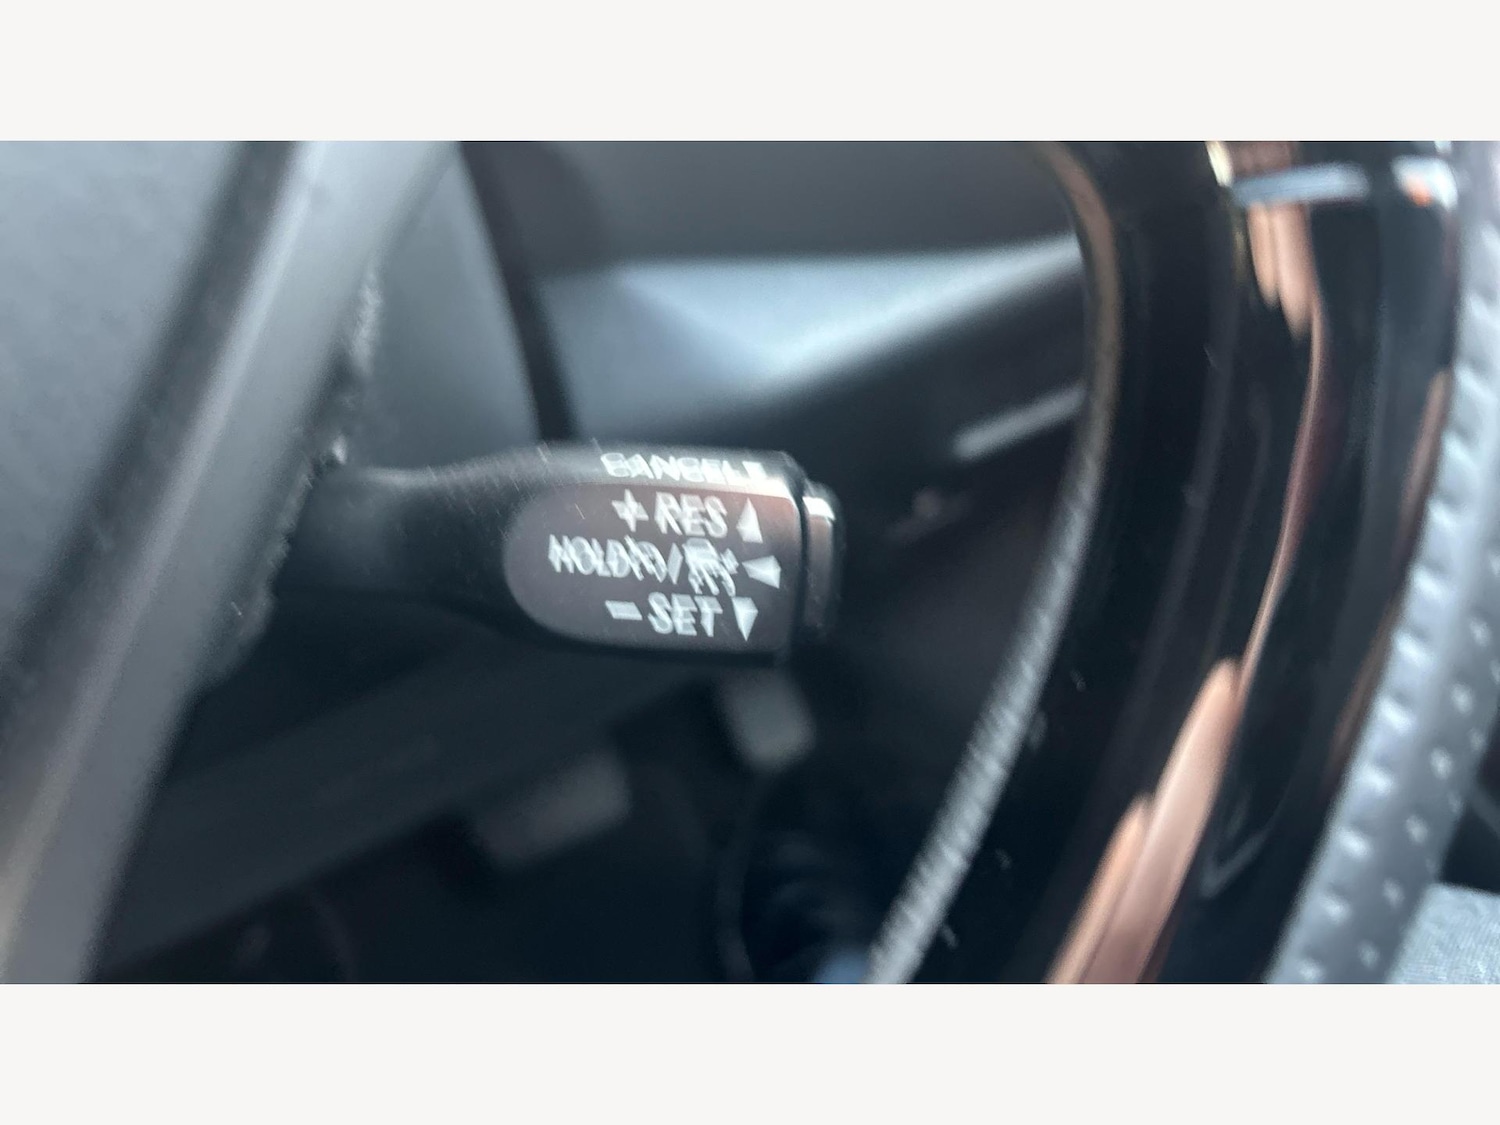 CANCEL
+ RES ▲
HOLD
− SET ▼